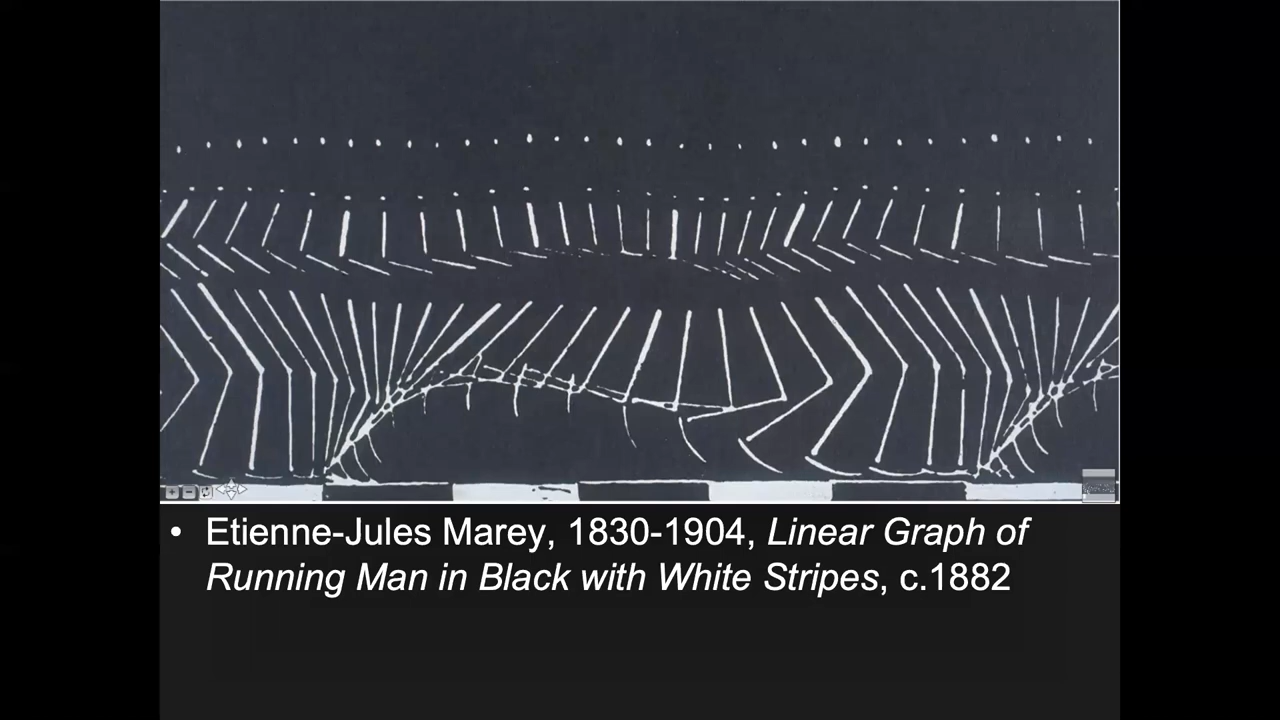 • Etienne-Jules Marey, 1830-1904, Linear Graph of
Running Man in Black with White Stripes, c.1882